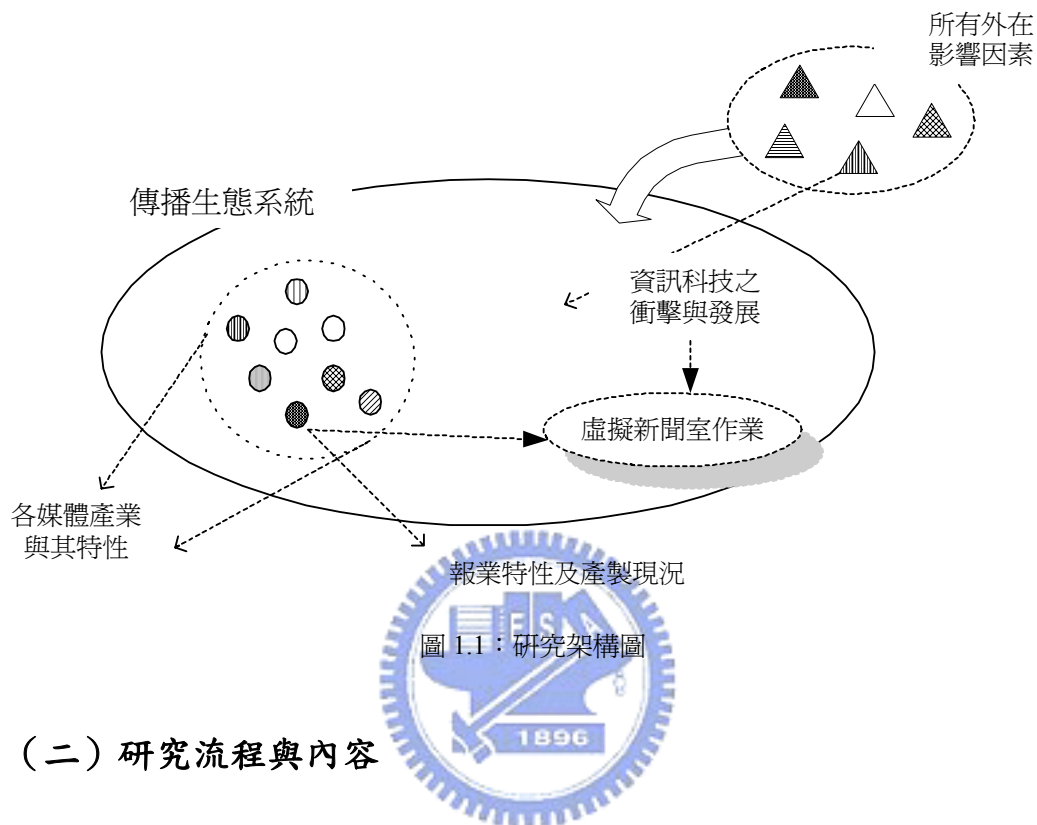 所有外在
影響因素
傳播生態系統
資訊科技之
衝擊與發展
虛擬新聞室作業
各媒體產業
與其特性
報業特性及產製現況
ESA
圖 1.1：研究架構圖
1896
（二）研究流程與內容